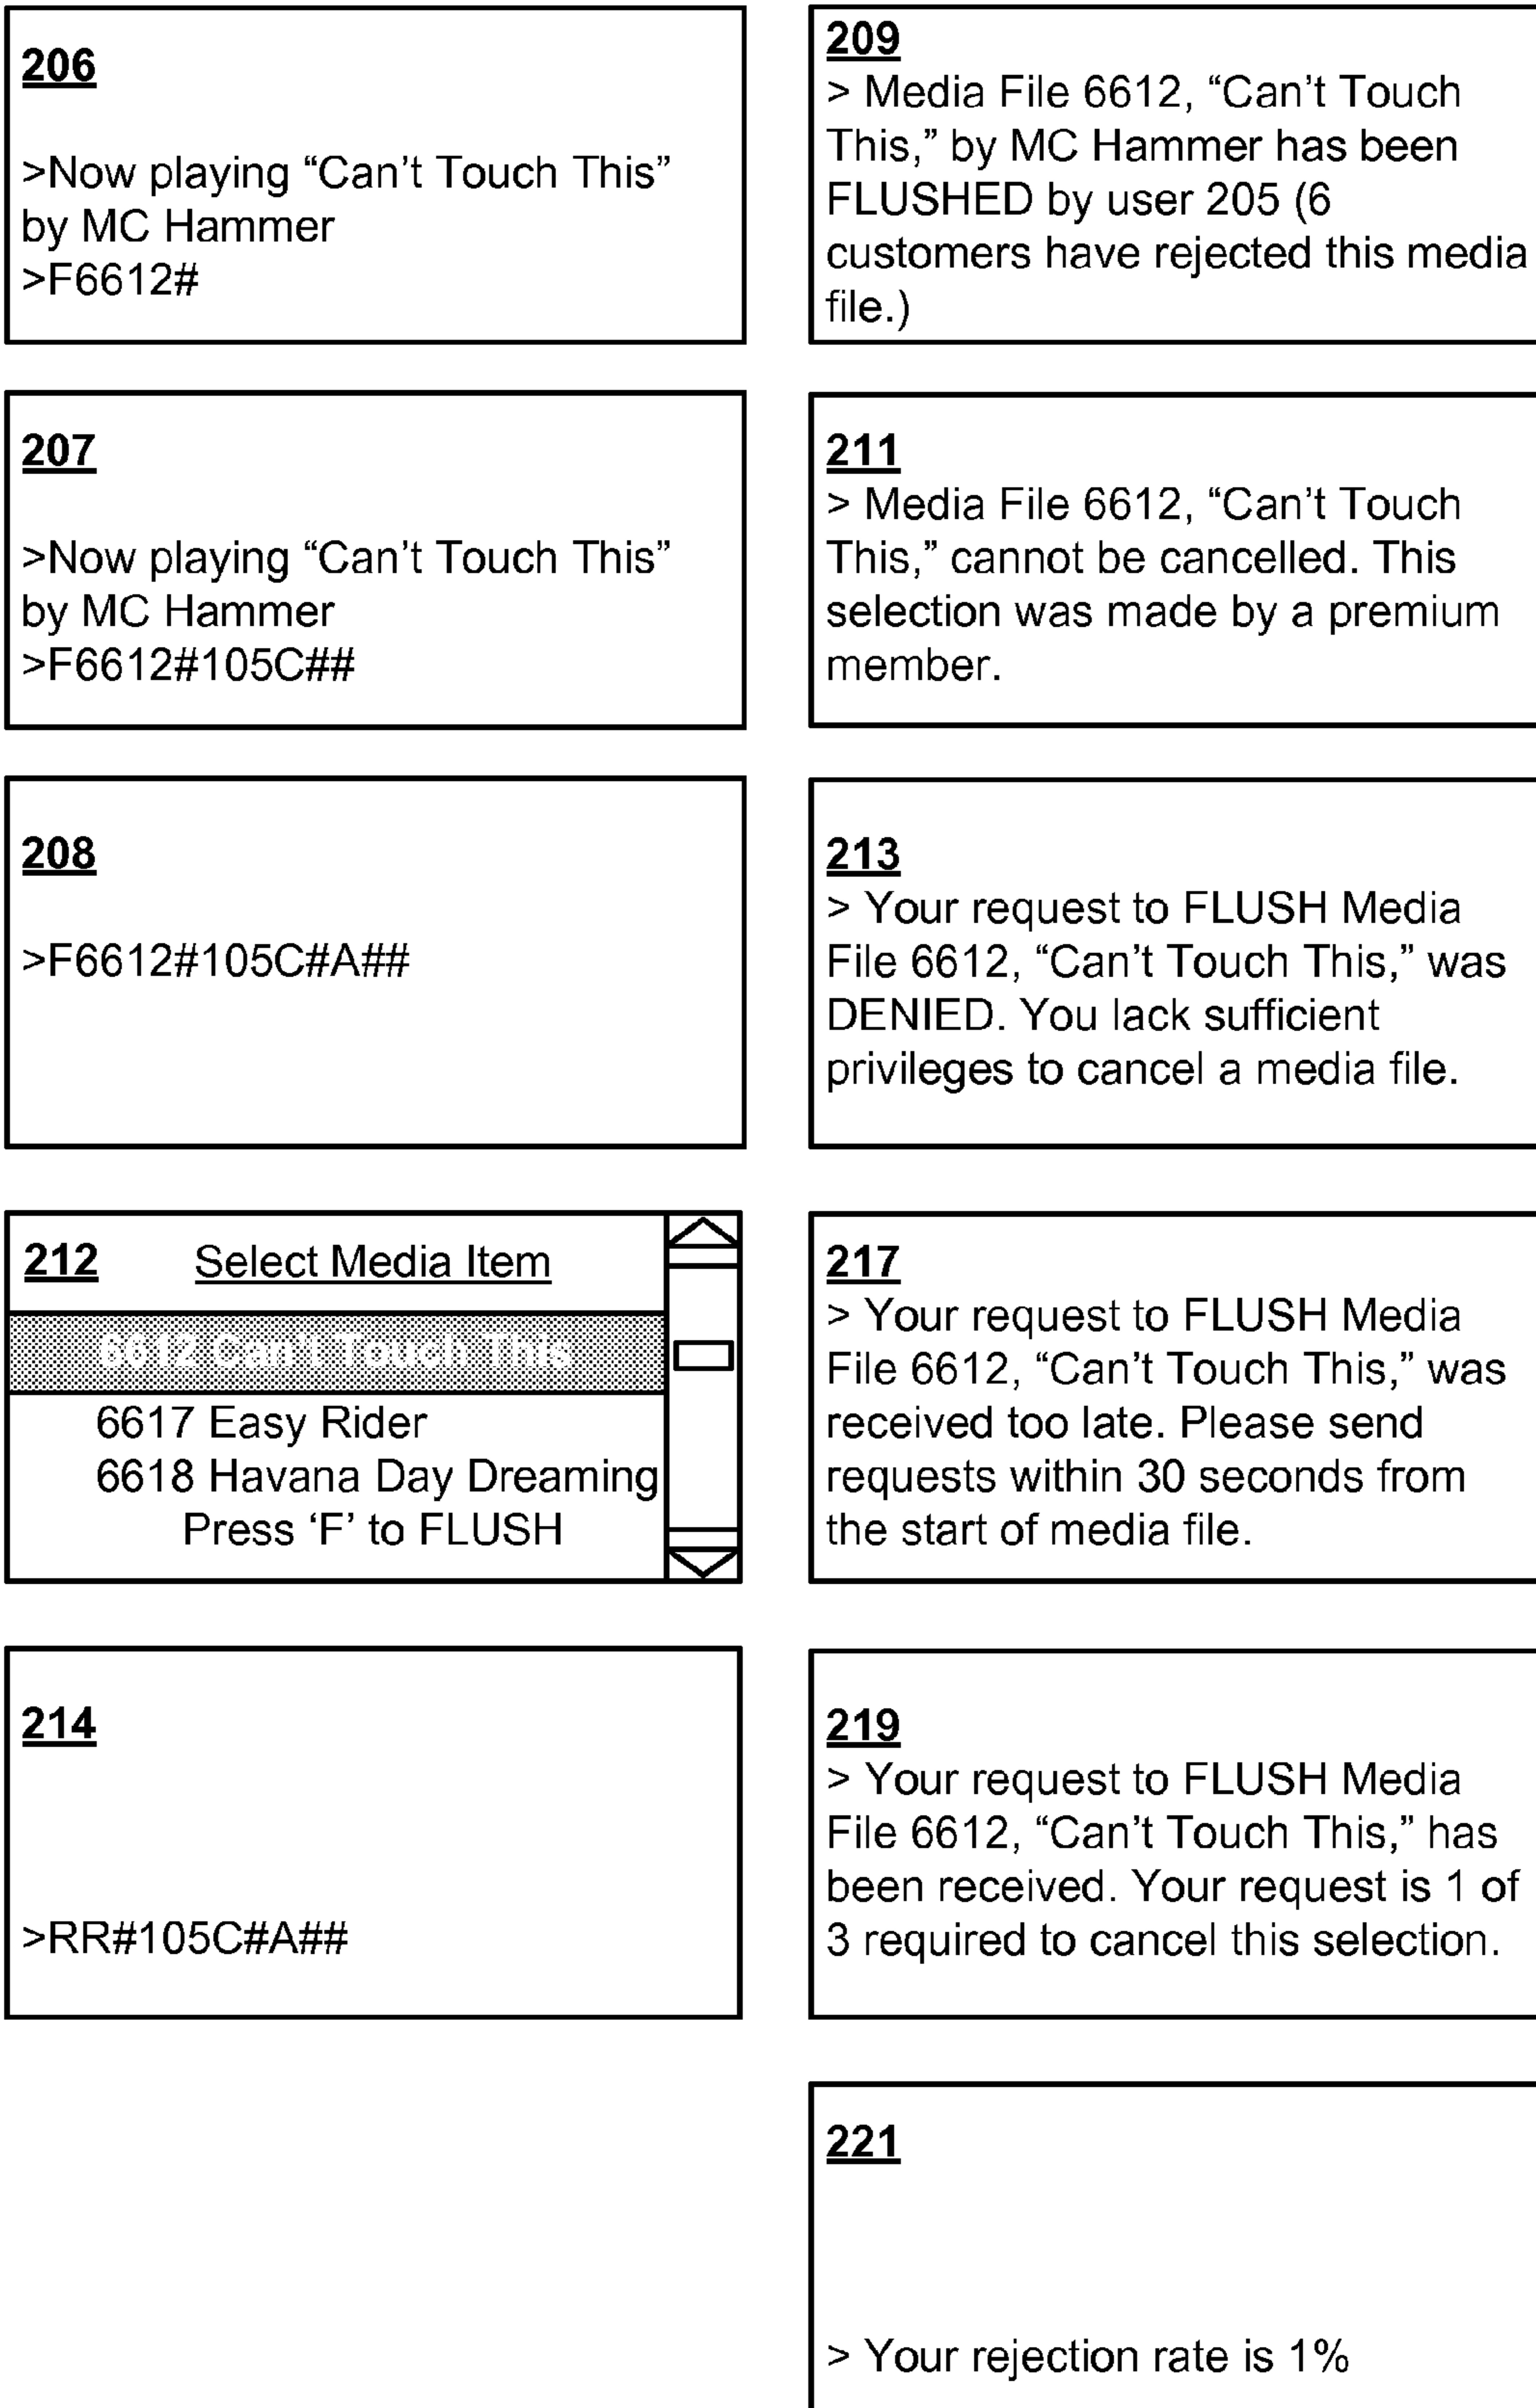 206
>Now playing “Can’t Touch This”
by MC Hammer
>F6612#
207
>Now playing “Can’t Touch This”
by MC Hammer
>F6612#105C##
208
>F6612#105C#A##
212 Select Media Item
6612 Can’t Touch This
6617 Easy Rider
6618 Havana Day Dreaming
Press ‘F’ to FLUSH
214
>RR#105C#A##
209
> Media File 6612, “Can’t Touch
This,” by MC Hammer has been
FLUSHED by user 205 (6
customers have rejected this media
file.)
211
> Media File 6612, “Can’t Touch
This,” cannot be cancelled. This
selection was made by a premium
member.
213
> Your request to FLUSH Media
File 6612, “Can’t Touch This,” was
DENIED. You lack sufficient
privileges to cancel a media file.
217
> Your request to FLUSH Media
File 6612, “Can’t Touch This,” was
received too late. Please send
requests within 30 seconds from
the start of media file.
219
> Your request to FLUSH Media
File 6612, “Can’t Touch This,” has
been received. Your request is 1 of
3 required to cancel this selection.
221
> Your rejection rate is 1%